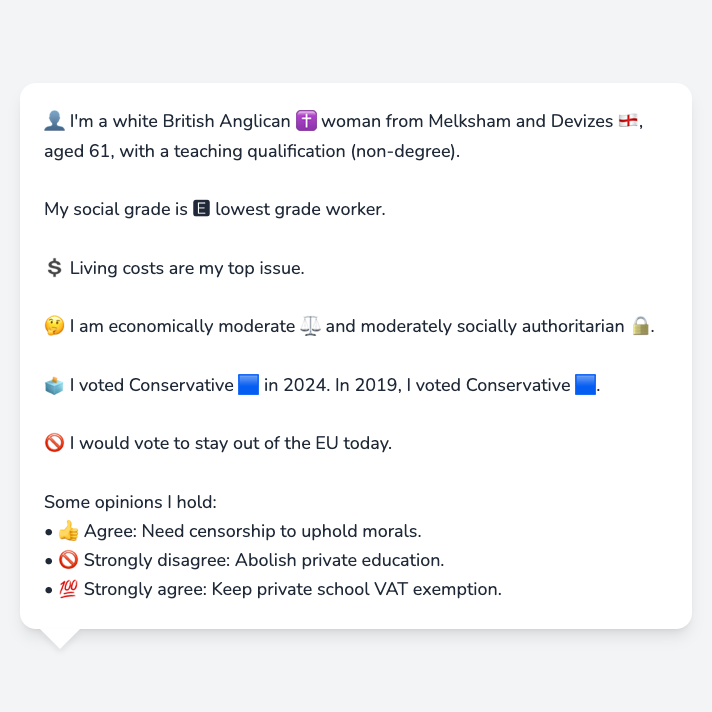 👤 I'm a white British Anglican ✝️ woman from Melksham and Devizes 🏴󠁧󠁢󠁥󠁮󠁧󠁿,
aged 61, with a teaching qualification (non-degree).
My social grade is 🅴 lowest grade worker.
💲 Living costs are my top issue.
🤔 I am economically moderate ⚖️ and moderately socially authoritarian 🔒.
🗳️ I voted Conservative 🟦 in 2024. In 2019, I voted Conservative 🟦.
🚫 I would vote to stay out of the EU today.
Some opinions I hold:
• 👍 Agree: Need censorship to uphold morals.
• 🚫 Strongly disagree: Abolish private education.
• 💯 Strongly agree: Keep private school VAT exemption.